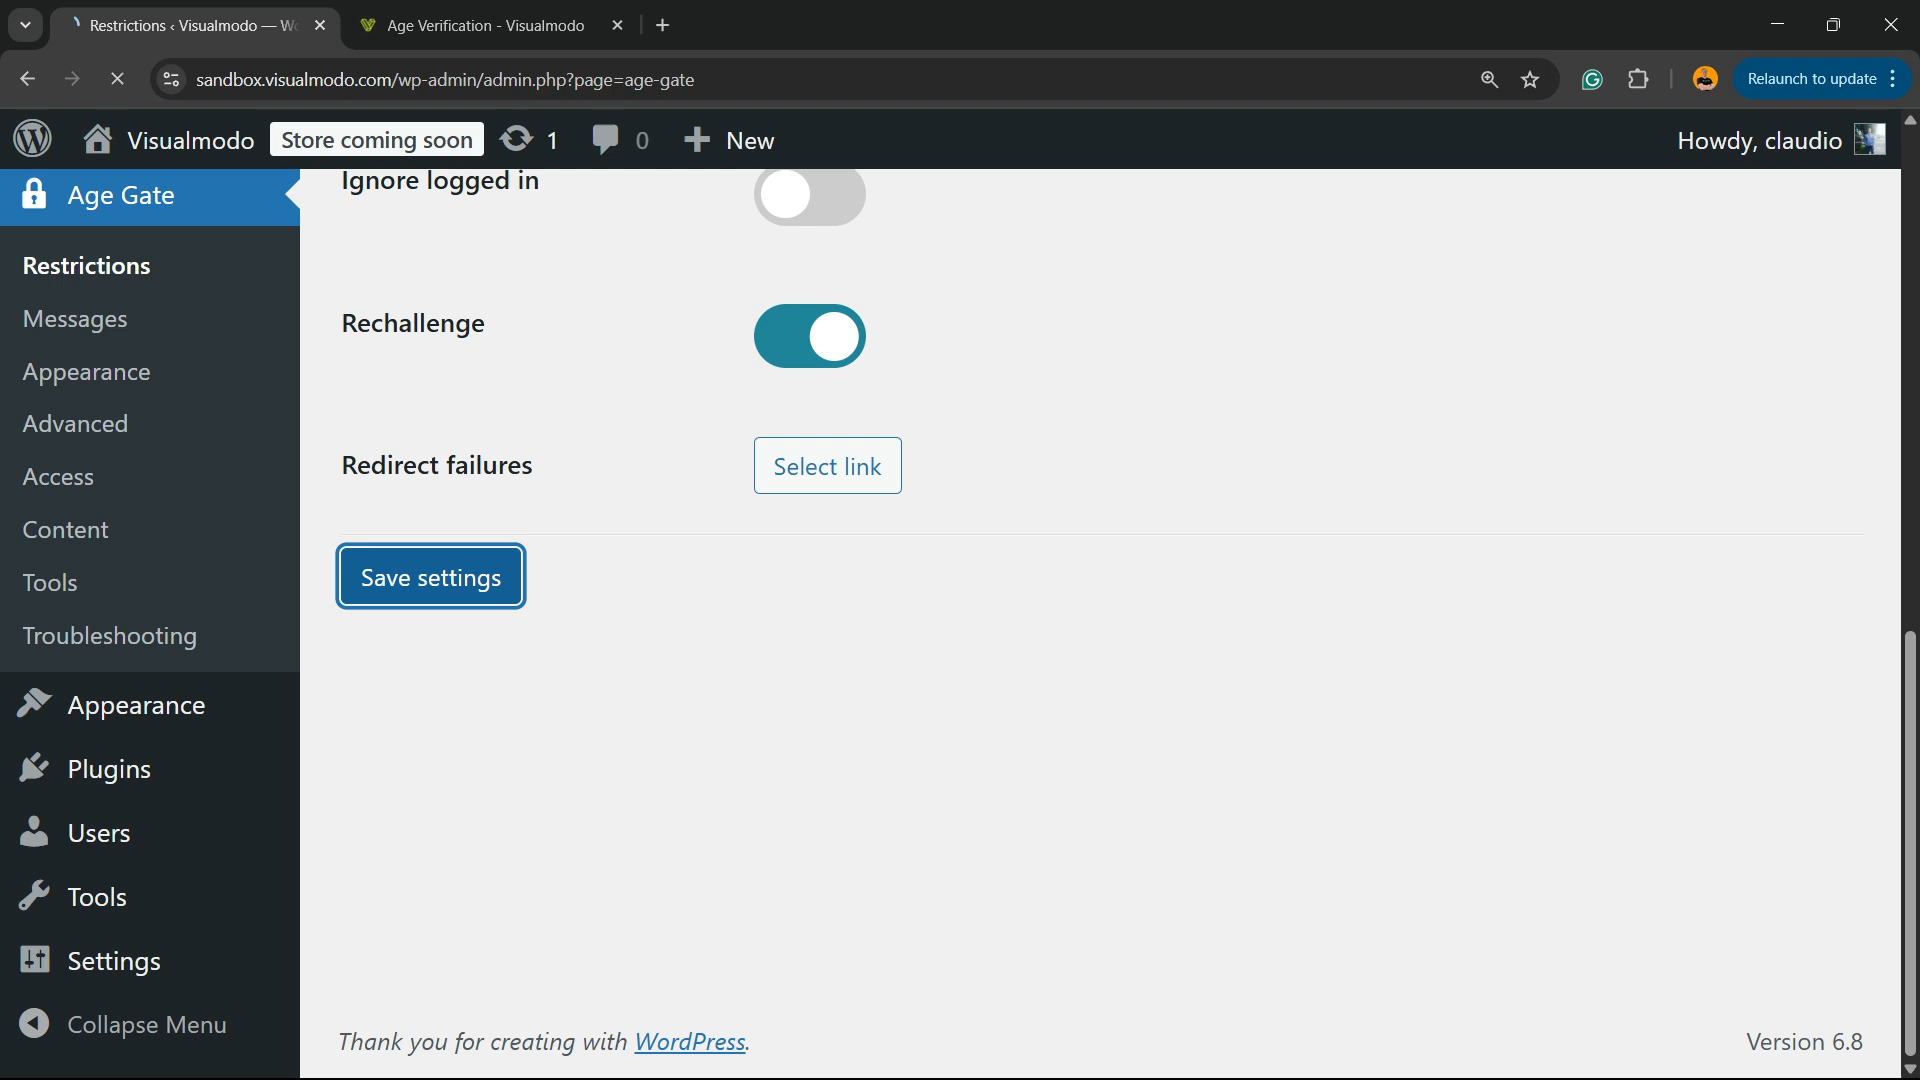 Restrictions ‹ Visualmodo — Wo
Age Verification - Visualmodo
sandbox.visualmodo.com/wp-admin/admin.php?page=age-gate
Relaunch to update
Visualmodo
Store coming soon
1
0
New
Howdy, claudio
Age Gate
Restrictions
Messages
Appearance
Advanced
Access
Content
Tools
Troubleshooting
Appearance
Plugins
Users
Tools
Settings
Collapse Menu
Ignore logged in
Rechallenge
Redirect failures
Select link
Save settings
Thank you for creating with WordPress.
Version 6.8